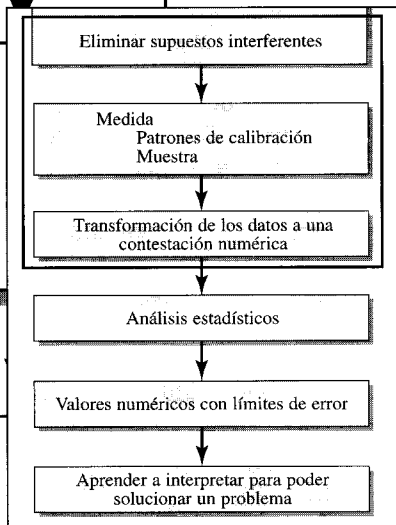 Eliminar supuestos interferentes
Medida
Patrones de calibración
Muestra
Transformación de los datos a una
contestación numérica
Análisis estadísticos
Valores numéricos con límites de error
Aprender a interpretar para poder
solucionar un problema